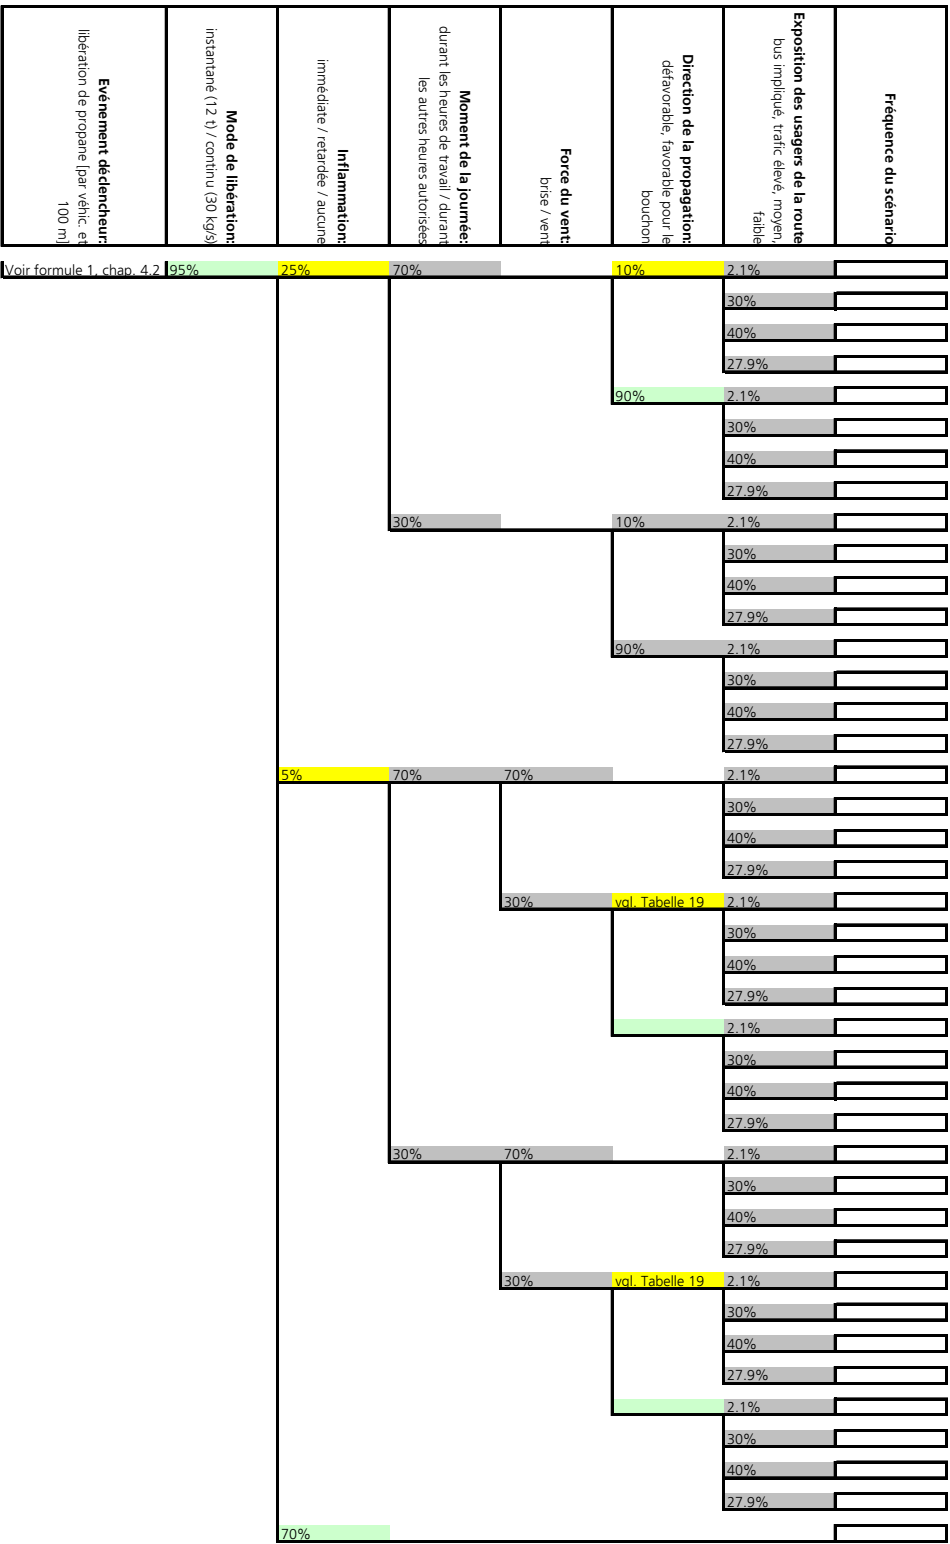 Evénement déclencheur:
libération de propane [par véhic. et
100 m]
Mode de libération:
instantané (12 t) / continu (30 kg/s)
Inflammation:
immédiate / retardée / aucune
Moment de la journée:
durant les heures de travail / durant
les autres heures autorisées
Force du vent:
brise / vent
Direction de la propagation:
défavorable, favorable pour le
bouchon
Exposition des usagers de la route
bus impliqué, trafic élevé, moyen,
faible
Fréquence du scénario
Voir formule 1, chap. 4.2 95% 25% 70% 10% 2.1%
30%
40%
27.9%
90% 2.1%
30%
40%
27.9%
30% 10% 2.1%
30%
40%
27.9%
90% 2.1%
30%
40%
27.9%
5% 70% 70% 2.1%
30%
40%
27.9%
30% vgl. Tabelle 19 2.1%
30%
40%
27.9%
2.1%
30%
40%
27.9%
30% 70% 2.1%
30%
40%
27.9%
30% vgl. Tabelle 19 2.1%
30%
40%
27.9%
2.1%
30%
40%
27.9%
70%